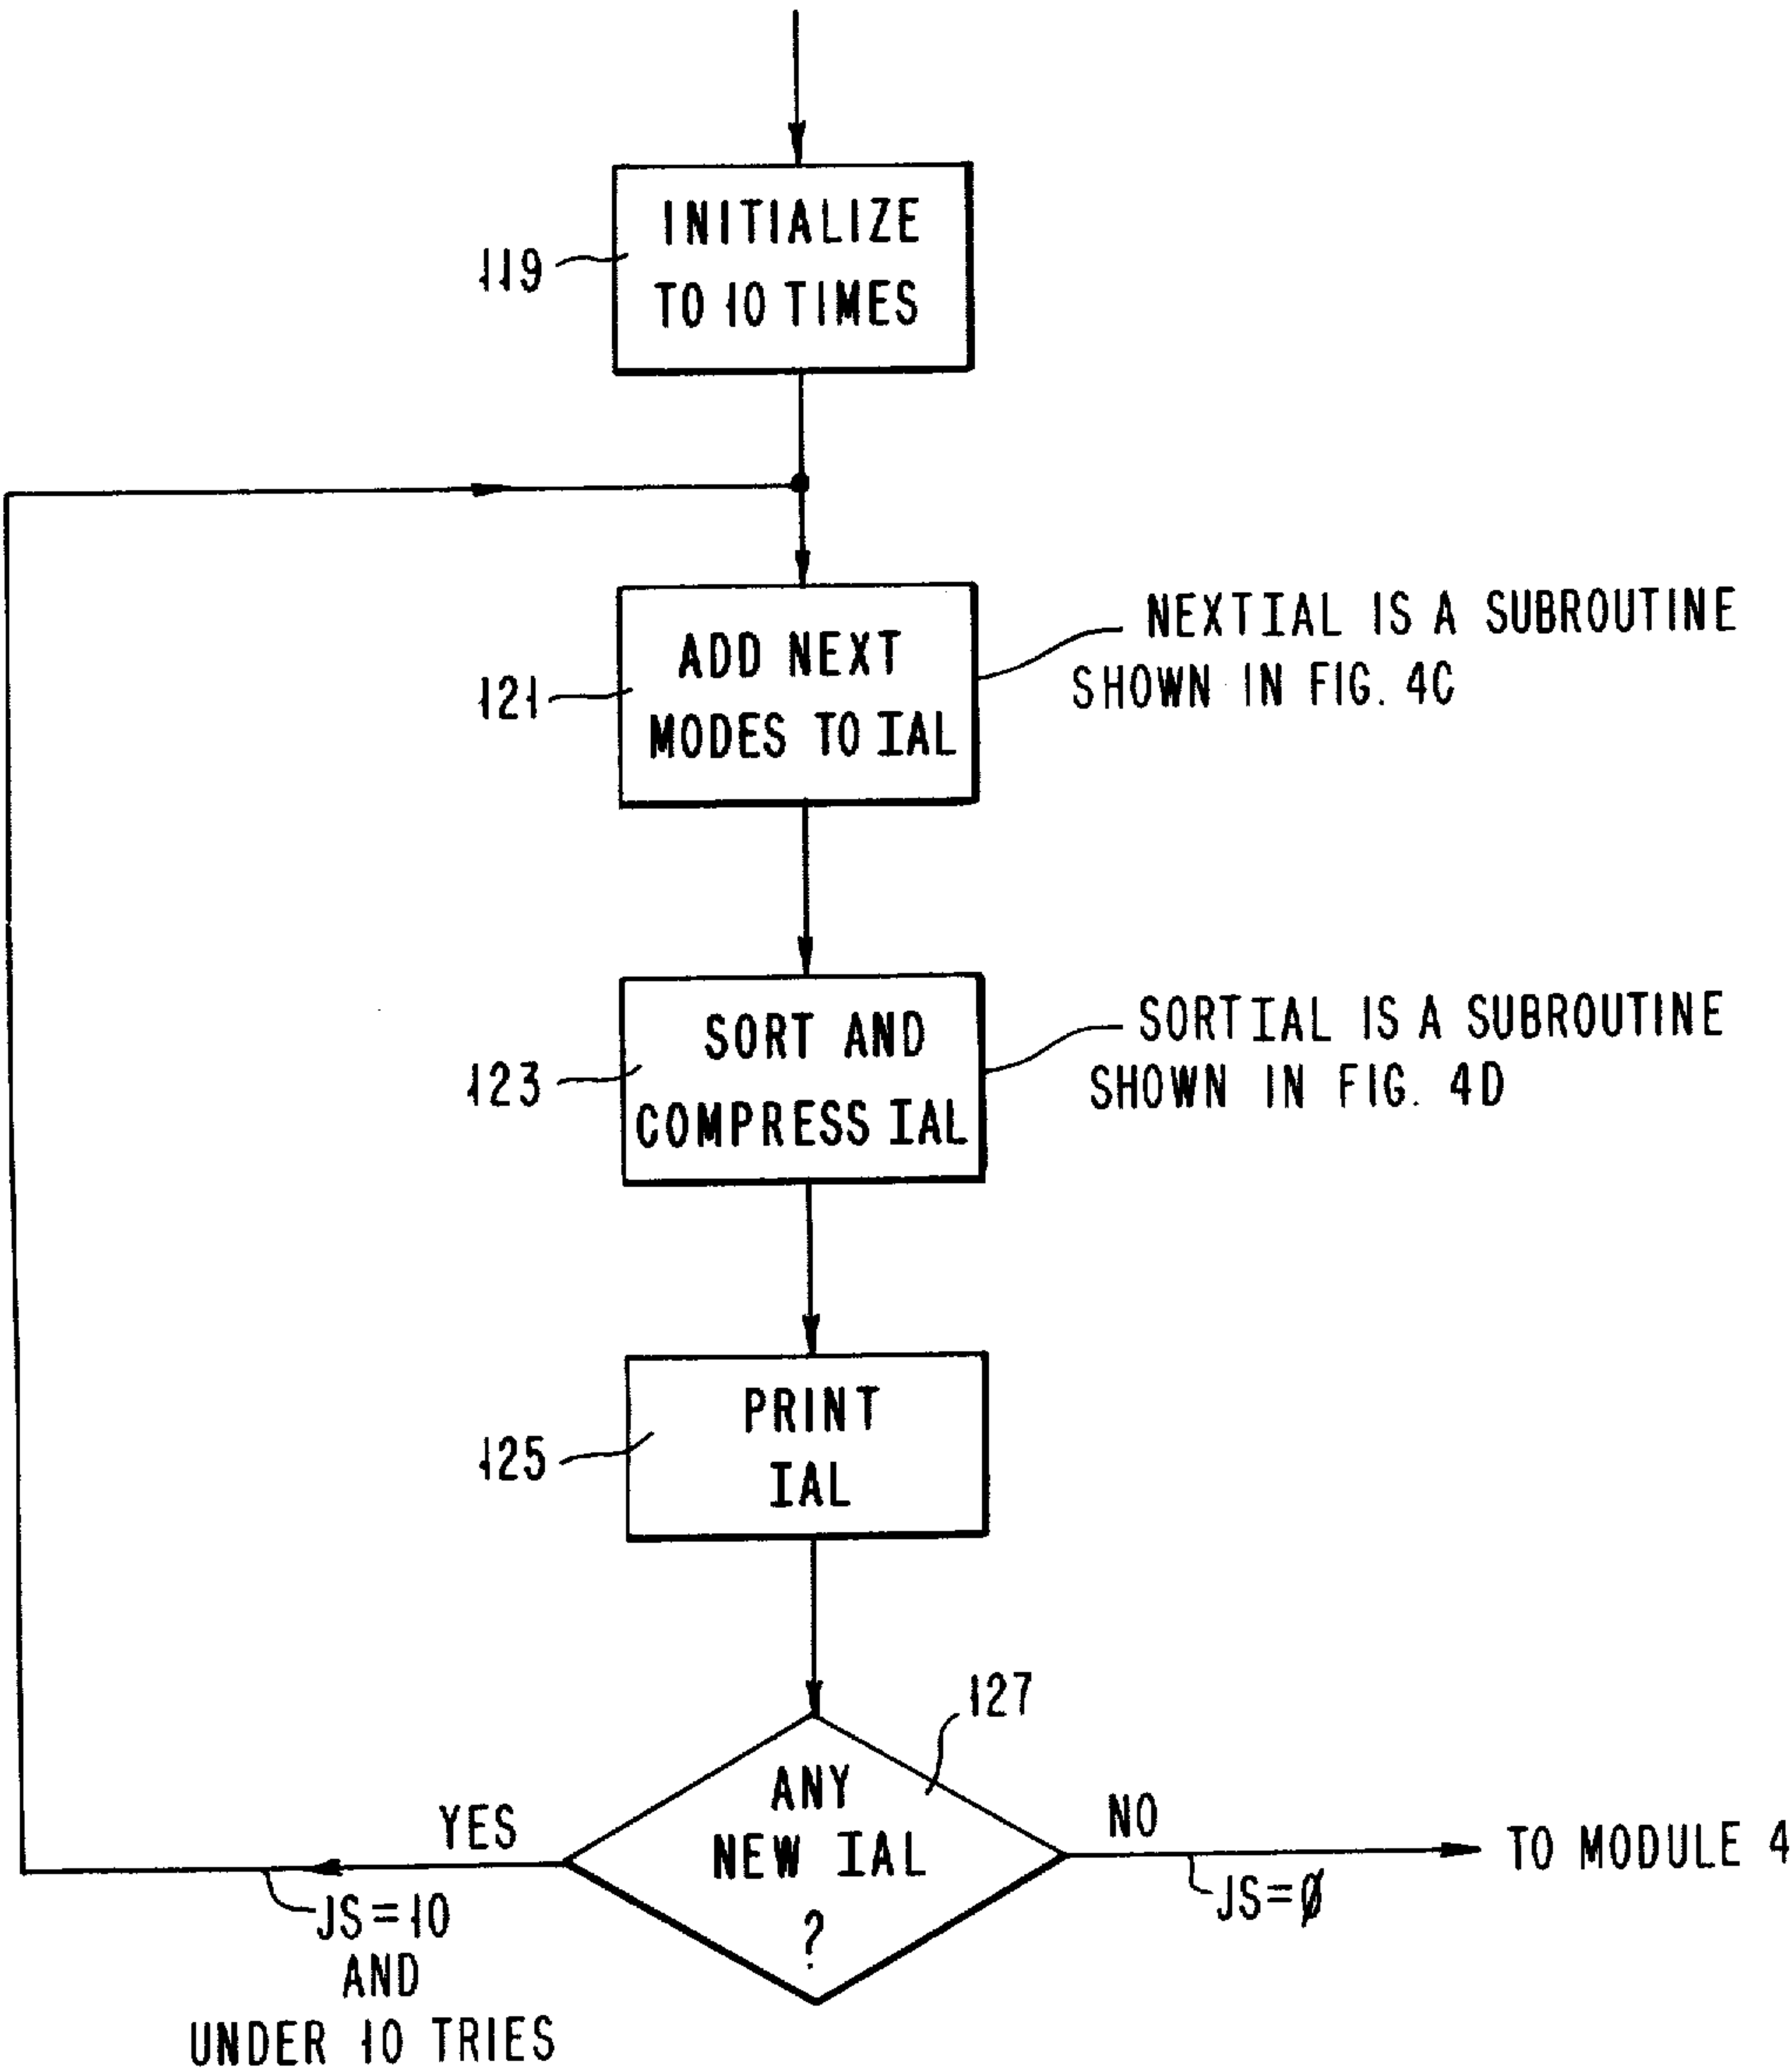 INITIALIZE
TO 10 TIMES
119
ADD NEXT
MODES TO IAL
121
NEXTIAL IS A SUBROUTINE
SHOWN IN FIG. 4C
SORT AND
COMPRESS IAL
123
SORTIAL IS A SUBROUTINE
SHOWN IN FIG. 4D
PRINT
IAL
125
127
ANY
NEW IAL
?
YES
JS=10
AND
UNDER 10 TRIES
NO
JS=Ø
TO MODULE 4